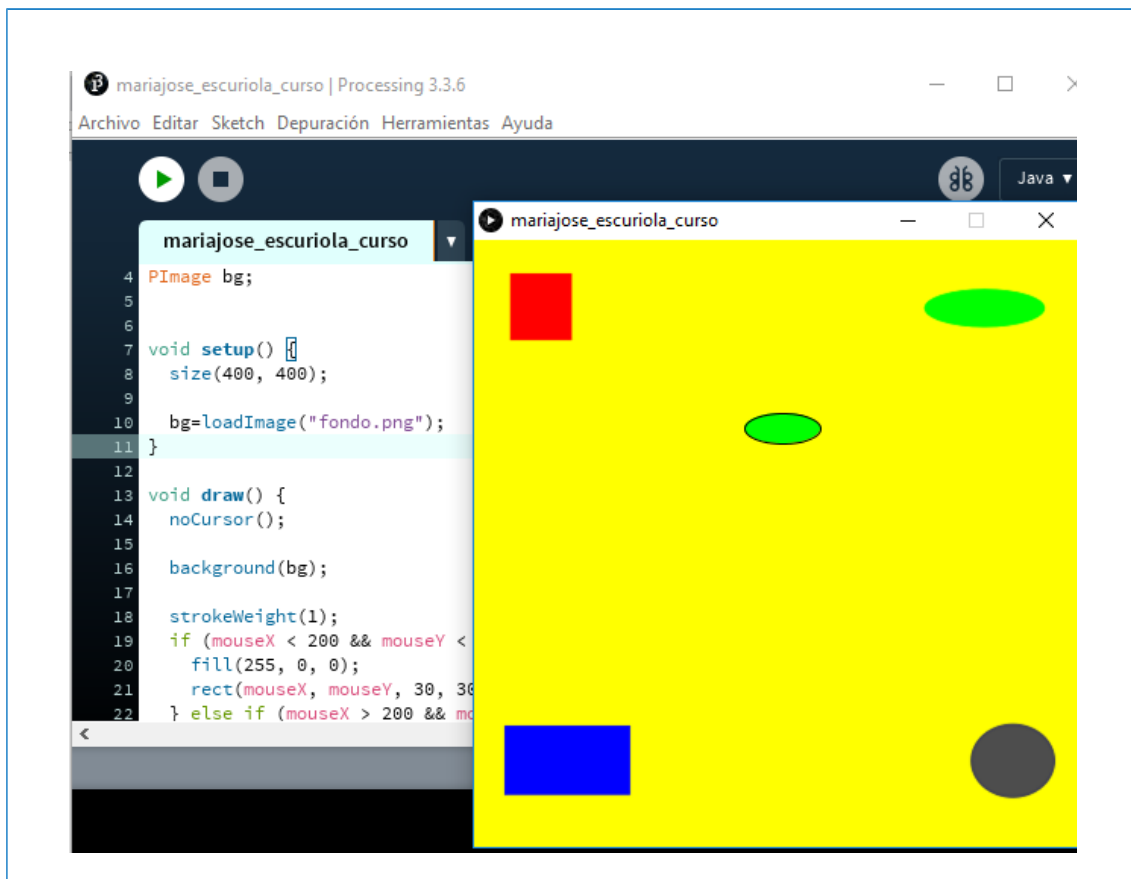 mariajose_escuriola_curso | Processing 3.3.6
Archivo Editar Sketch Depuración Herramientas Ayuda
Java ▼
mariajose_escuriola_curso
mariajose_escuriola_curso ▼
4 PImage bg;
5
6
7 void setup() {
8 size(400, 400);
9
10 bg=loadImage("fondo.png");
11 }
12
13 void draw() {
14 noCursor();
15
16 background(bg);
17
18 strokeWeight(1);
19 if (mouseX < 200 && mouseY <
20 fill(255, 0, 0);
21 rect(mouseX, mouseY, 30, 30
22 } else if (mouseX > 200 && mo